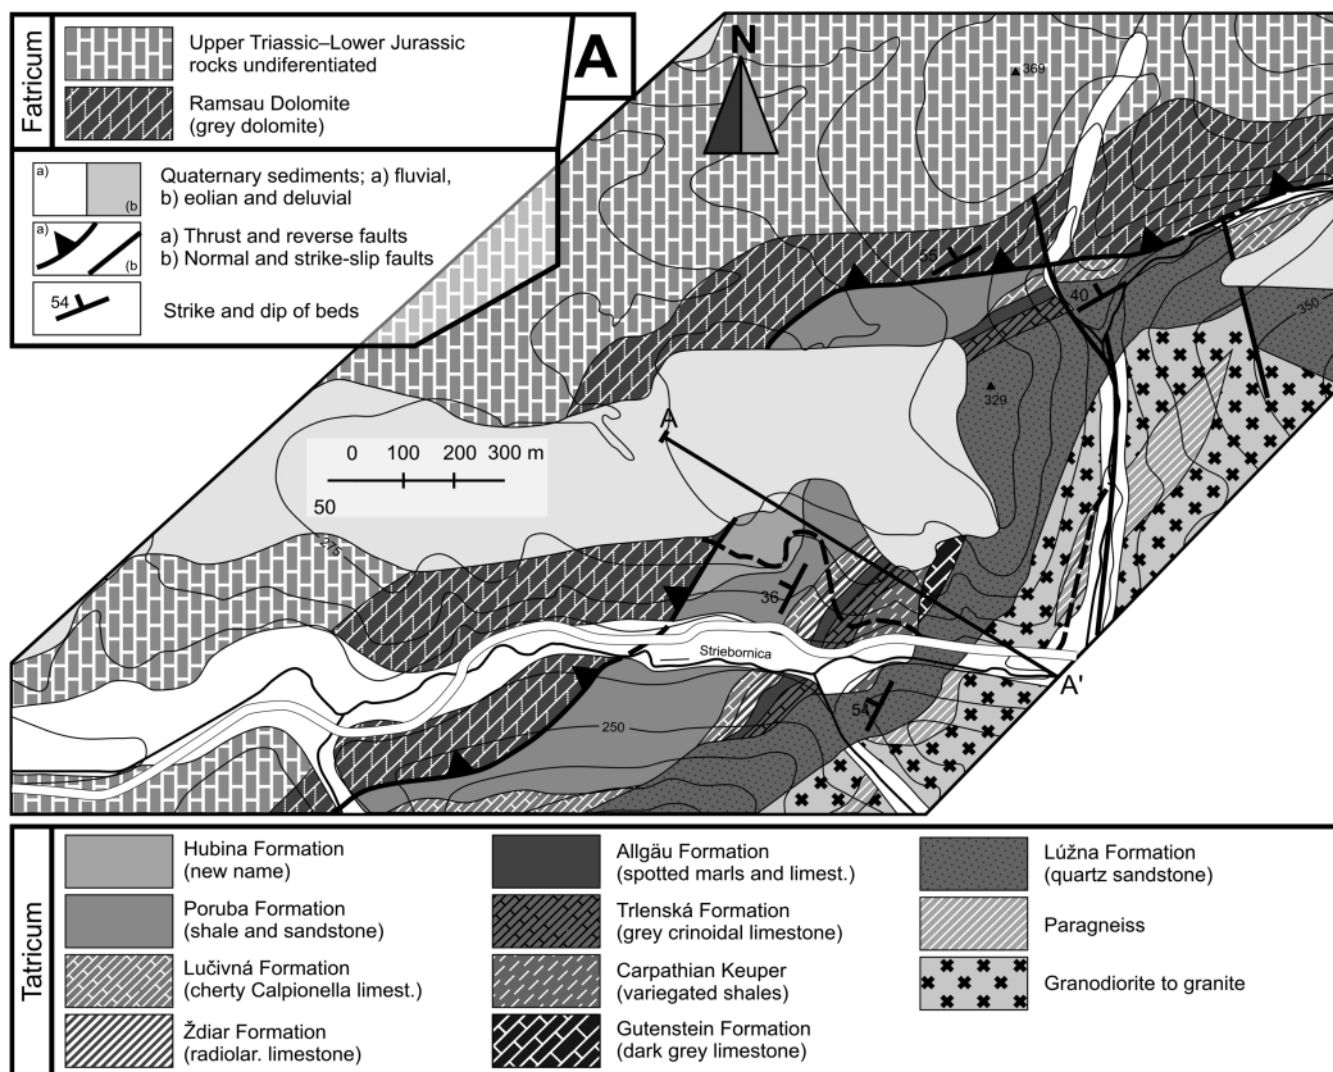 Fatricum
Upper Triassic–Lower Jurassic
rocks undiferentiated
Ramsau Dolomite
(grey dolomite)
A
N
a)
(b
Quaternary sediments; a) fluvial,
b) eolian and deluvial
a)
(b
a) Thrust and reverse faults
b) Normal and strike-slip faults
54
Strike and dip of beds
369
55
40
350
329
A
0 100 200 300 m
50
275
36
Striebornica
A'
54
250
Tatricum
Hubina Formation
(new name)
Poruba Formation
(shale and sandstone)
Lučivná Formation
(cherty Calpionella limest.)
Ždiar Formation
(radiolar. limestone)
Allgäu Formation
(spotted marls and limest.)
Trlenská Formation
(grey crinoidal limestone)
Carpathian Keuper
(variegated shales)
Gutenstein Formation
(dark grey limestone)
Lúžna Formation
(quartz sandstone)
Paragneiss
Granodiorite to granite